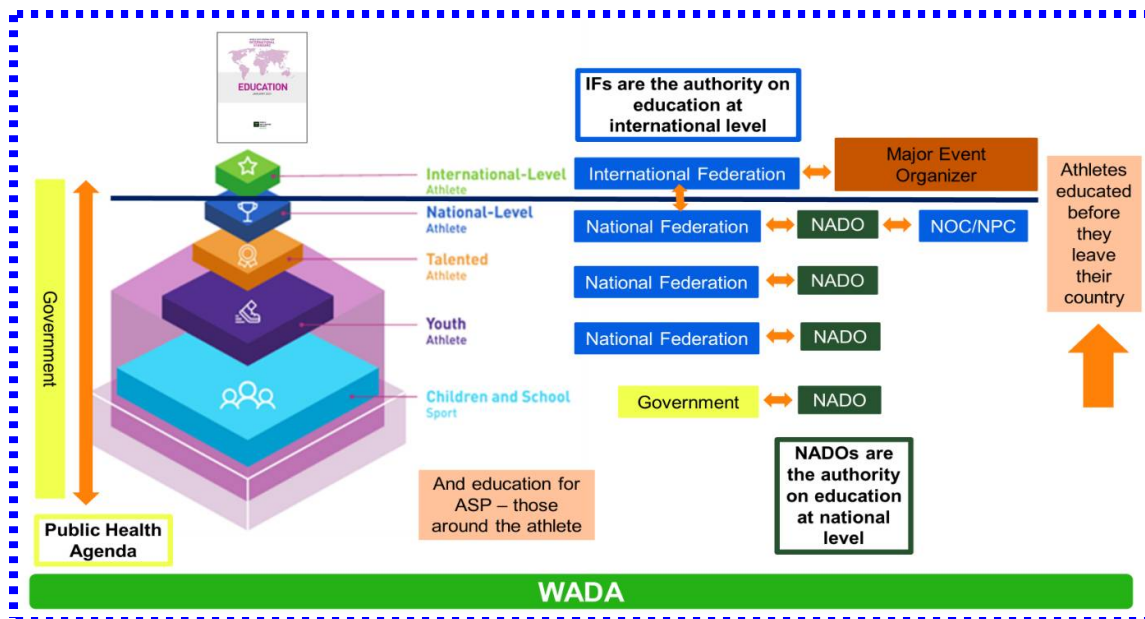 INTERNATIONAL
STANDARD
EDUCATION
IFs are the authority on
education at
international level
International-Level
Athlete
International Federation
Major Event
Organizer
National-Level
Athlete
National Federation
NADO
NOC/NPC
Talented
Athlete
National Federation
NADO
Youth
Athlete
National Federation
NADO
Children and School
Sport
Government
NADO
Athletes
educated
before
they
leave
their
country
Government
Public Health
Agenda
And education for
ASP – those
around the athlete
NADOs are
the authority
on education
at national
level
WADA